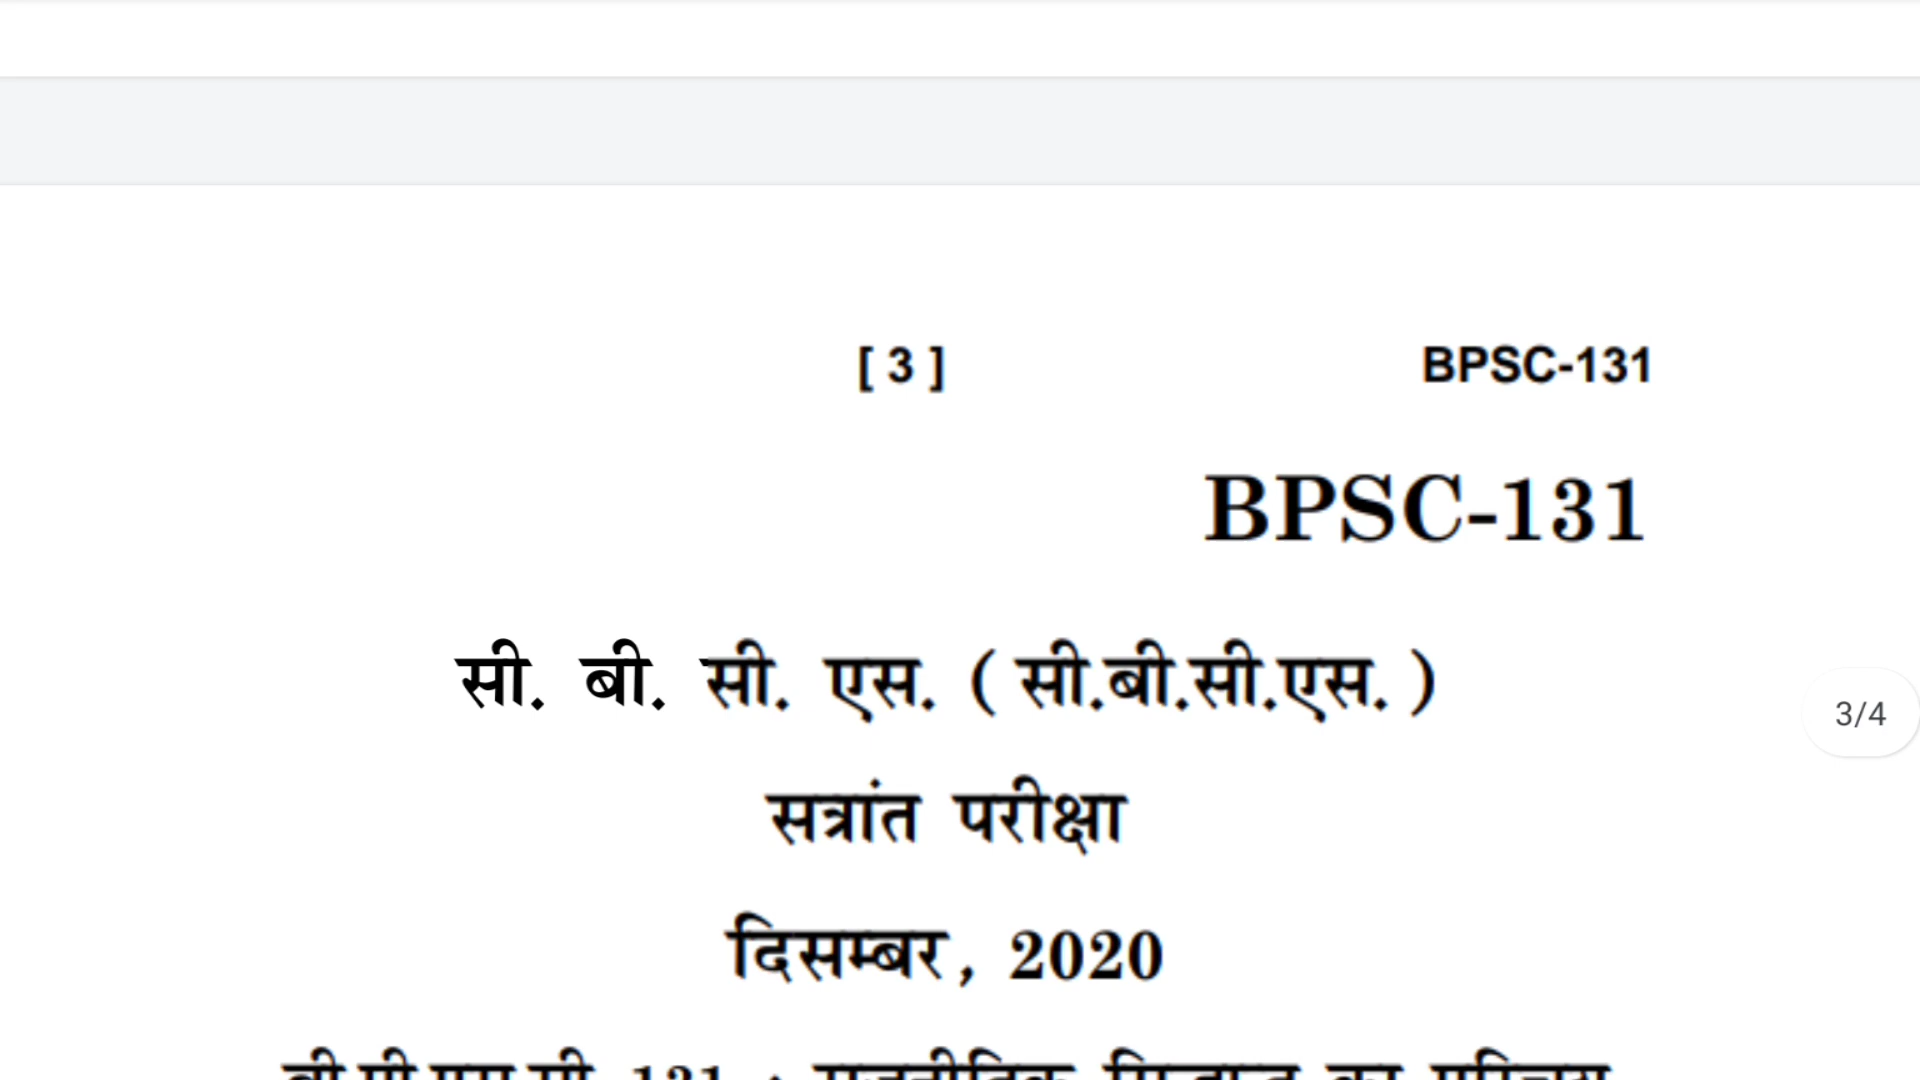 [ 3 ] BPSC-131
BPSC-131
सी. बी. सी. एस. ( सी.बी.सी.एस. )
सत्रांत परीक्षा
3/4
दिसम्बर, 2020